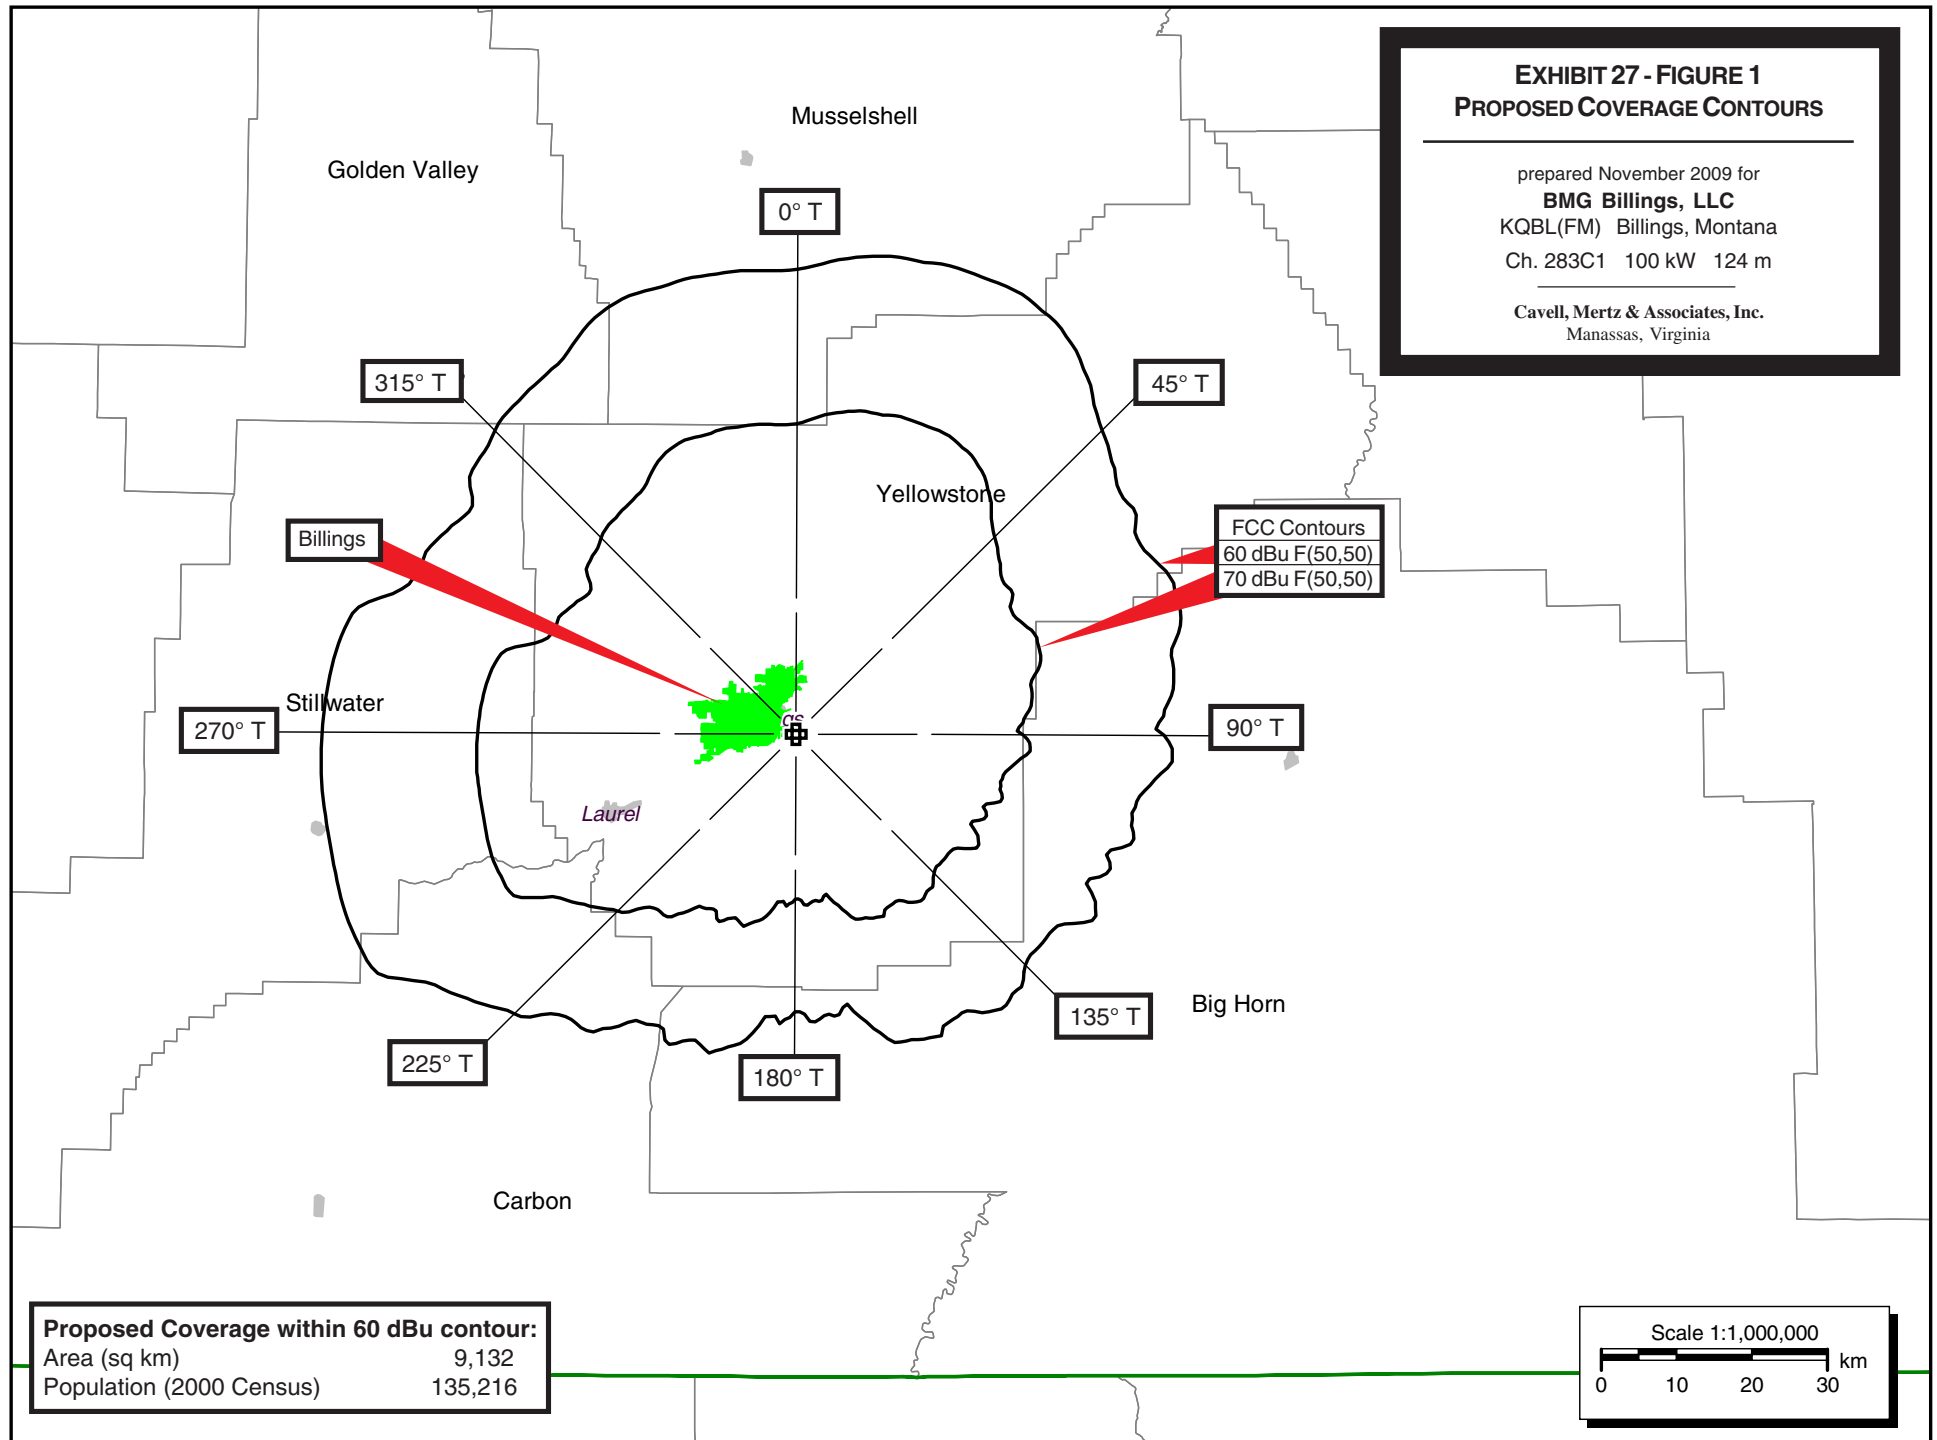 EXHIBIT 27 - FIGURE 1
PROPOSED COVERAGE CONTOURS
prepared November 2009 for
BMG Billings, LLC
KQBL(FM) Billings, Montana
Ch. 283C1 100 kW 124 m
Cavell, Mertz & Associates, Inc.
Manassas, Virginia
Musselshell
Golden Valley
0° T
315° T
45° T
Yellowstone
Billings
FCC Contours
60 dBu F(50,50)
70 dBu F(50,50)
Stillwater
270° T
90° T
Laurel
Big Horn
135° T
225° T
180° T
Carbon
Proposed Coverage within 60 dBu contour:
Area (sq km) 9,132
Population (2000 Census) 135,216
Scale 1:1,000,000
km
0 10 20 30